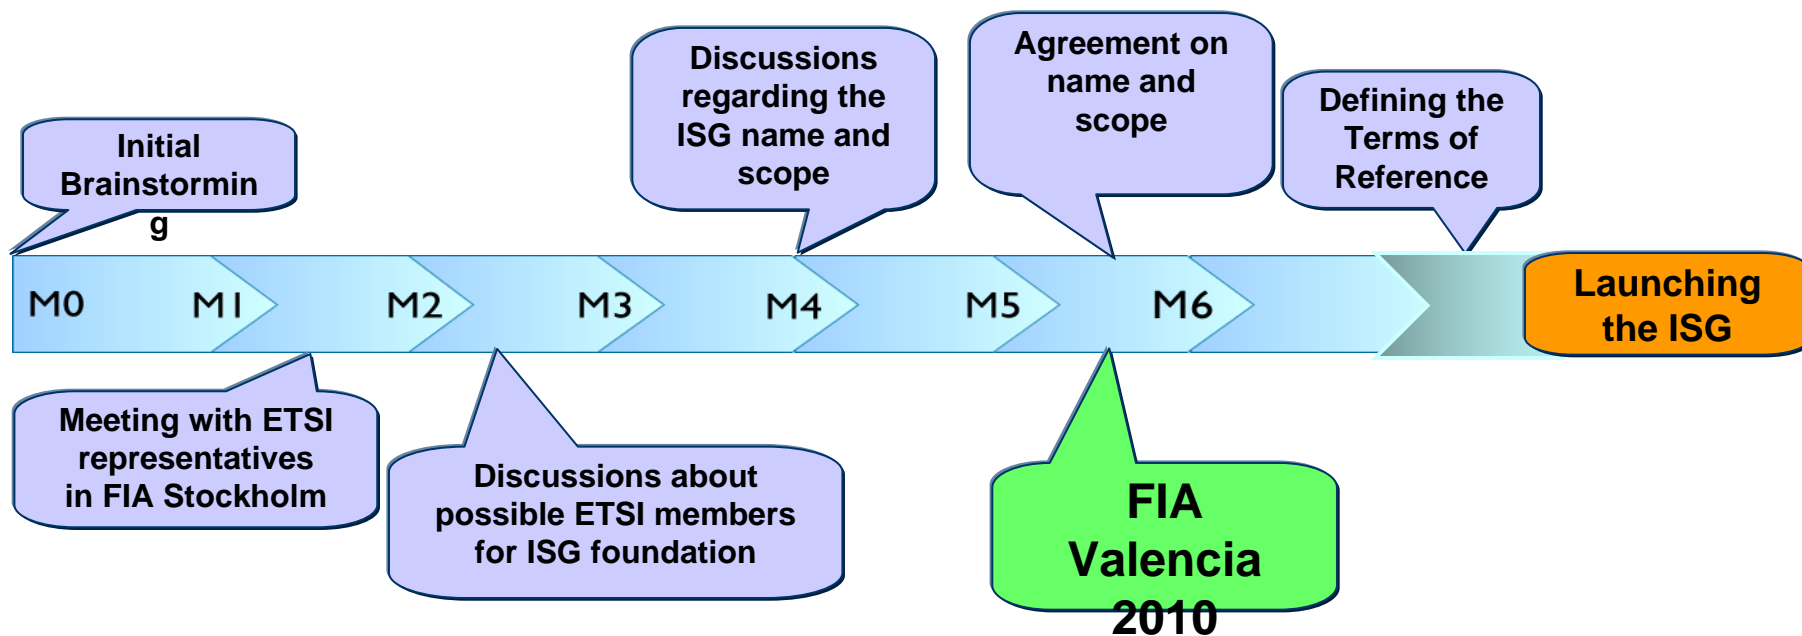 Initial
Brainstormin
g
Discussions
regarding the
ISG name and
scope
Agreement on
name and
scope
Defining the
Terms of
Reference
M0 M1 M2 M3 M4 M5 M6
Launching
the ISG
Meeting with ETSI
representatives
in FIA Stockholm
Discussions about
possible ETSI members
for ISG foundation
FIA
Valencia
2010